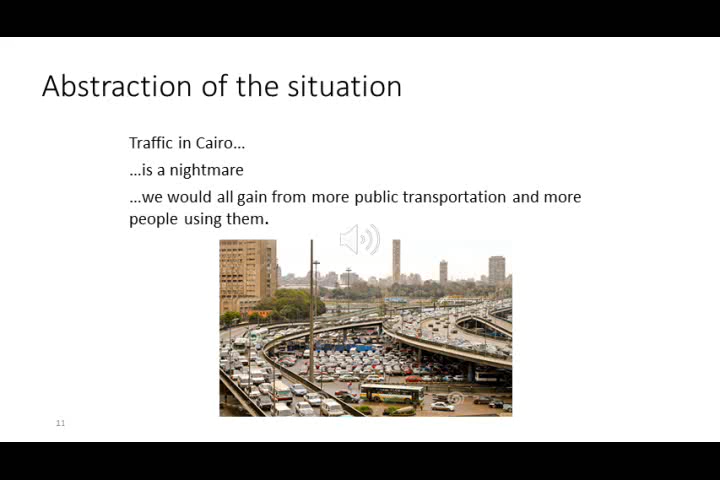 Abstraction of the situation
Traffic in Cairo...
...is a nightmare
...we would all gain from more public transportation and more
people using them.
11